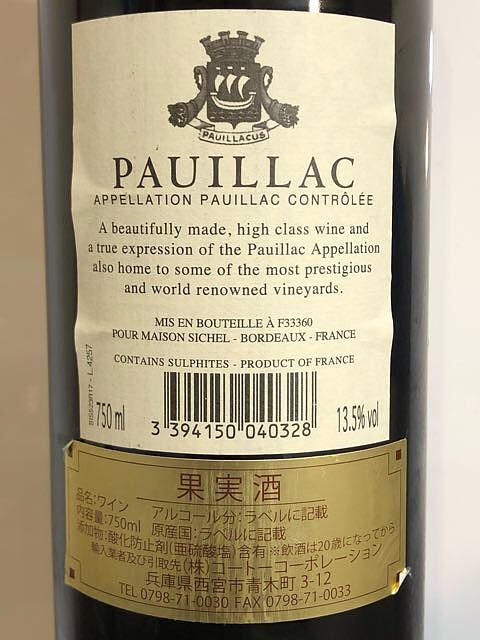 PAUILLACUS
PAUILLAC
APPELLATION PAUILLAC CONTRÔLÉE
A beautifully made, high class wine and
a true expression of the Pauillac Appellation
also home to some of the most prestigious
and world renowned vineyards.
MIS EN BOUTEILLE À F33360
POUR MAISON SICHEL - BORDEAUX - FRANCE
CONTAINS SULPHITES - PRODUCT OF FRANCE
L.4257
750 ml
3 394150 040328
13.5% vol
果実酒
品名:ワイン アルコール分:ラベルに記載
内容量:750ml 原産国:ラベルに記載
添加物:酸化防止剤(亜硫酸塩)含有 ※飲酒は20歳になってから
輸入業者及び引取先 (株)コートーコーポレーション
兵庫県西宮市青木町 3-12
TEL 0798-71-0030 FAX 0798-71-0033